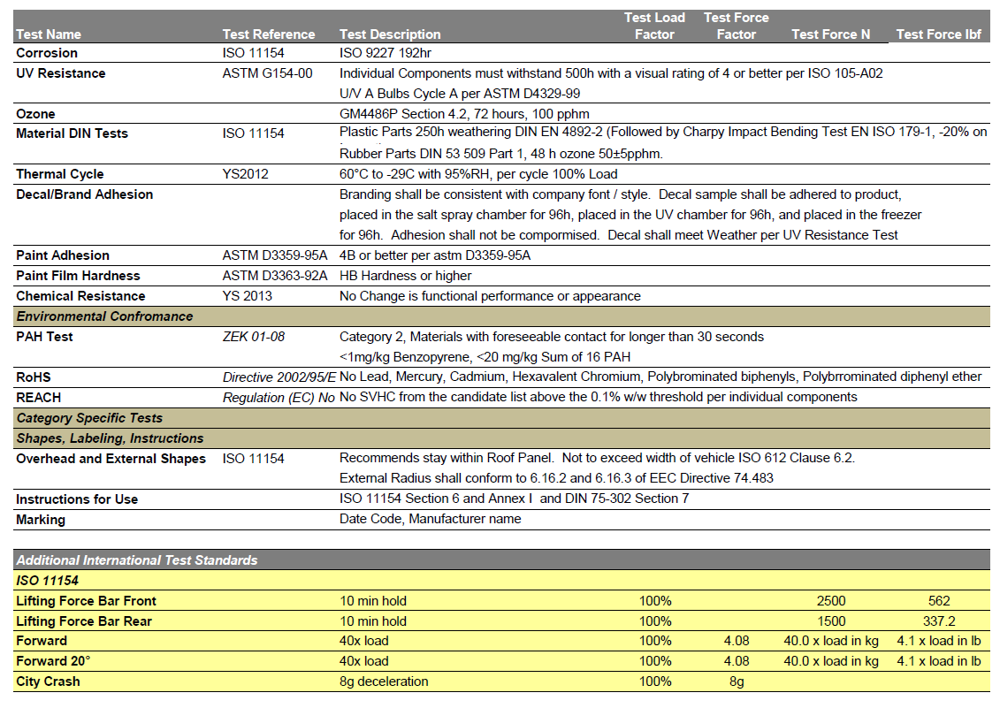 Test Load Test Force
Test Name Test Reference Test Description Factor Factor Test Force N Test Force lbf
Corrosion ISO 11154 ISO 9227 192hr
UV Resistance ASTM G154-00 Individual Components must withstand 500h with a visual rating of 4 or better per ISO 105-A02
U/V A Bulbs Cycle A per ASTM D4329-99
Ozone GM4486P Section 4.2, 72 hours, 100 pphm
Material DIN Tests ISO 11154 Plastic Parts 250h weathering DIN EN 4892-2 (Followed by Charpy Impact Bending Test EN ISO 179-1, -20% on
Rubber Parts DIN 53 509 Part 1, 48 h ozone 50±5pphm.
Thermal Cycle YS2012 60°C to -29C with 95%RH, per cycle 100% Load
Decal/Brand Adhesion Branding shall be consistent with company font / style. Decal sample shall be adhered to product,
placed in the salt spray chamber for 96h, placed in the UV chamber for 96h, and placed in the freezer
for 96h. Adhesion shall not be compormised. Decal shall meet Weather per UV Resistance Test
Paint Adhesion ASTM D3359-95A 4B or better per astm D3359-95A
Paint Film Hardness ASTM D3363-92A HB Hardness or higher
Chemical Resistance YS 2013 No Change is functional performance or appearance
Environmental Confromance
PAH Test ZEK 01-08 Category 2, Materials with foreseeable contact for longer than 30 seconds
<1mg/kg Benzopyrene, <20 mg/kg Sum of 16 PAH
RoHS Directive 2002/95/E No Lead, Mercury, Cadmium, Hexavalent Chromium, Polybrominated biphenyls, Polybrrominated diphenyl ether
REACH Regulation (EC) No No SVHC from the candidate list above the 0.1% w/w threshold per individual components
Category Specific Tests
Shapes, Labeling, Instructions
Overhead and External Shapes ISO 11154 Recommends stay within Roof Panel. Not to exceed width of vehicle ISO 612 Clause 6.2.
External Radius shall conform to 6.16.2 and 6.16.3 of EEC Directive 74.483
Instructions for Use ISO 11154 Section 6 and Annex I and DIN 75-302 Section 7
Marking Date Code, Manufacturer name
Additional International Test Standards
ISO 11154
Lifting Force Bar Front 10 min hold 100% 2500 562
Lifting Force Bar Rear 10 min hold 100% 1500 337.2
Forward 40x load 100% 4.08 40.0 x load in kg 4.1 x load in lb
Forward 20° 40x load 100% 4.08 40.0 x load in kg 4.1 x load in lb
City Crash 8g deceleration 100% 8g